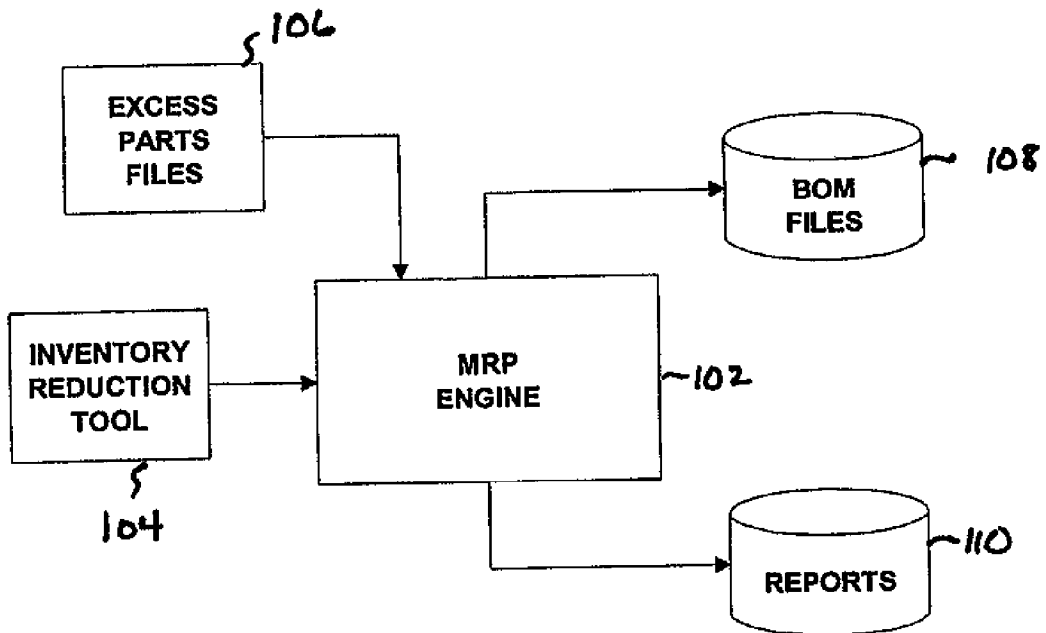 106
EXCESS
PARTS
FILES
BOM
FILES
108
INVENTORY
REDUCTION
TOOL
104
MRP
ENGINE
102
REPORTS
110